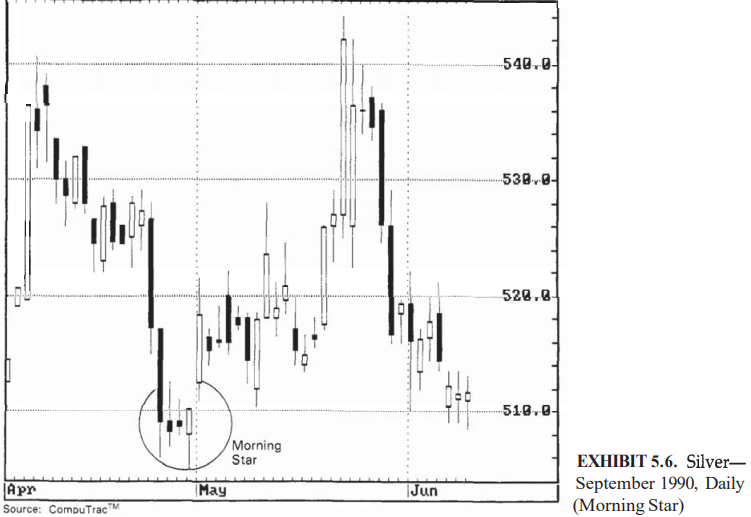 540.0
530.0
520.0
510.0
Morning
Star
Apr May Jun
Source: CompuTrac™
EXHIBIT 5.6. Silver—
September 1990, Daily
(Morning Star)